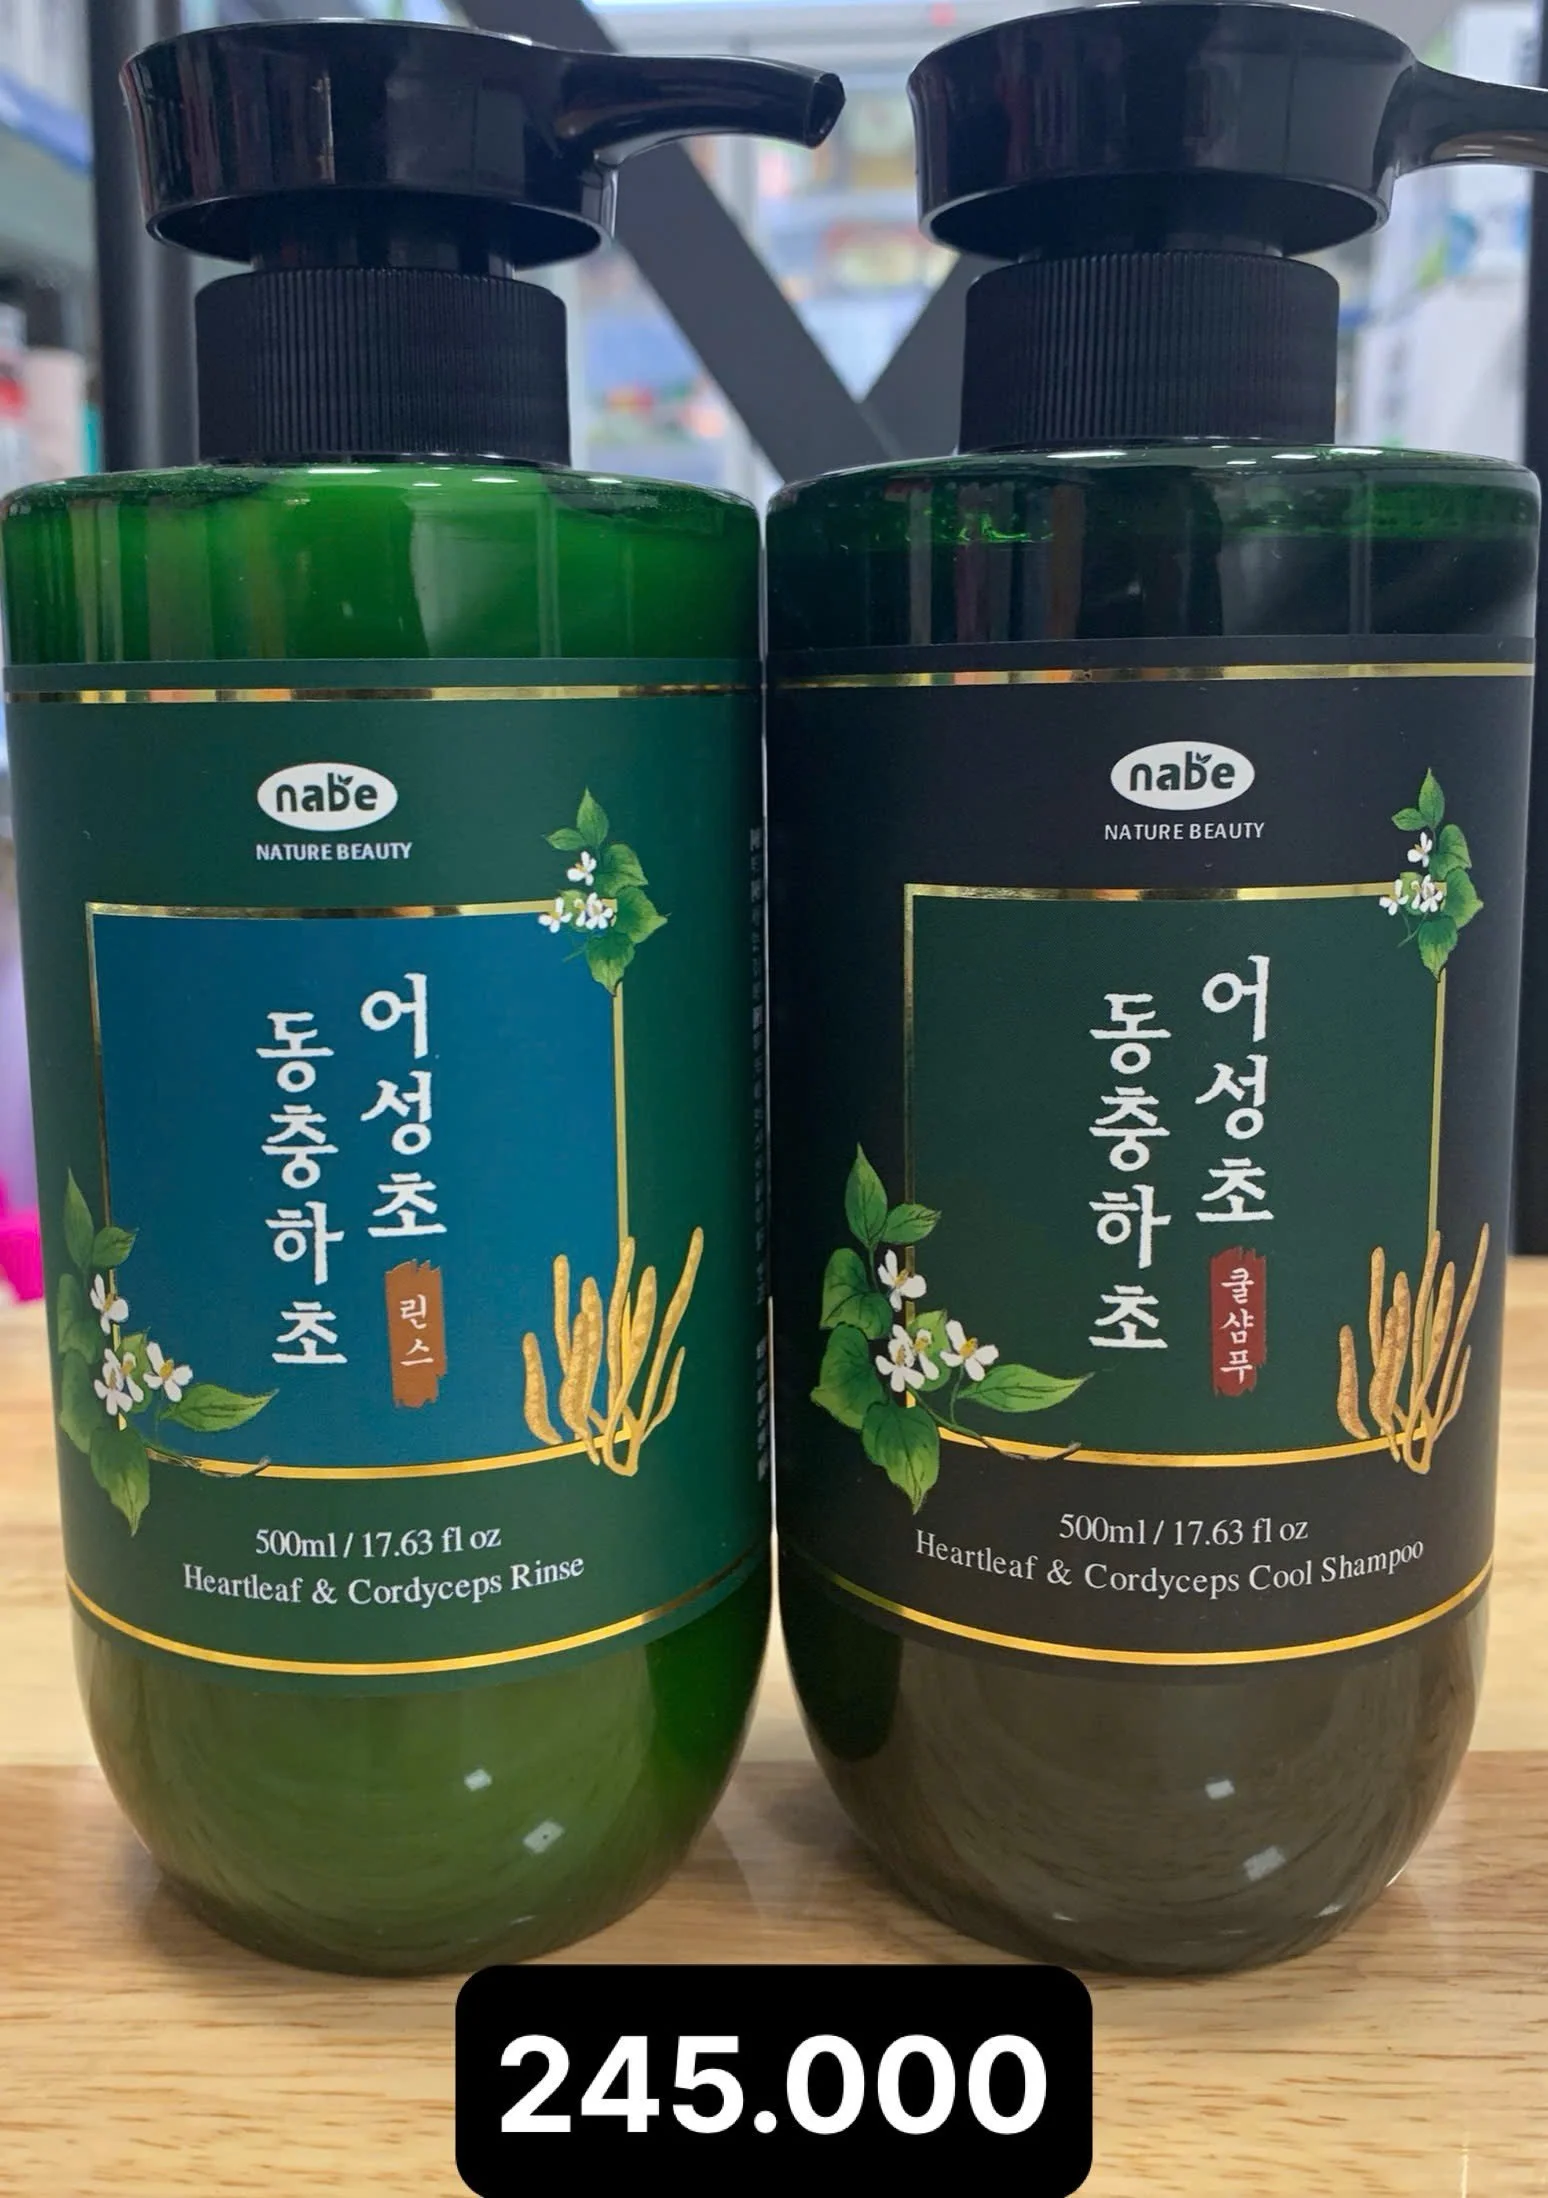 nabe
NATURE BEAUTY
어성초
동충하초
린스
500ml / 17.63 fl oz
Heartleaf & Cordyceps Rinse
nabe
NATURE BEAUTY
어성초
동충하초
쿨샴푸
500ml / 17.63 fl oz
Heartleaf & Cordyceps Cool Shampoo
245.000